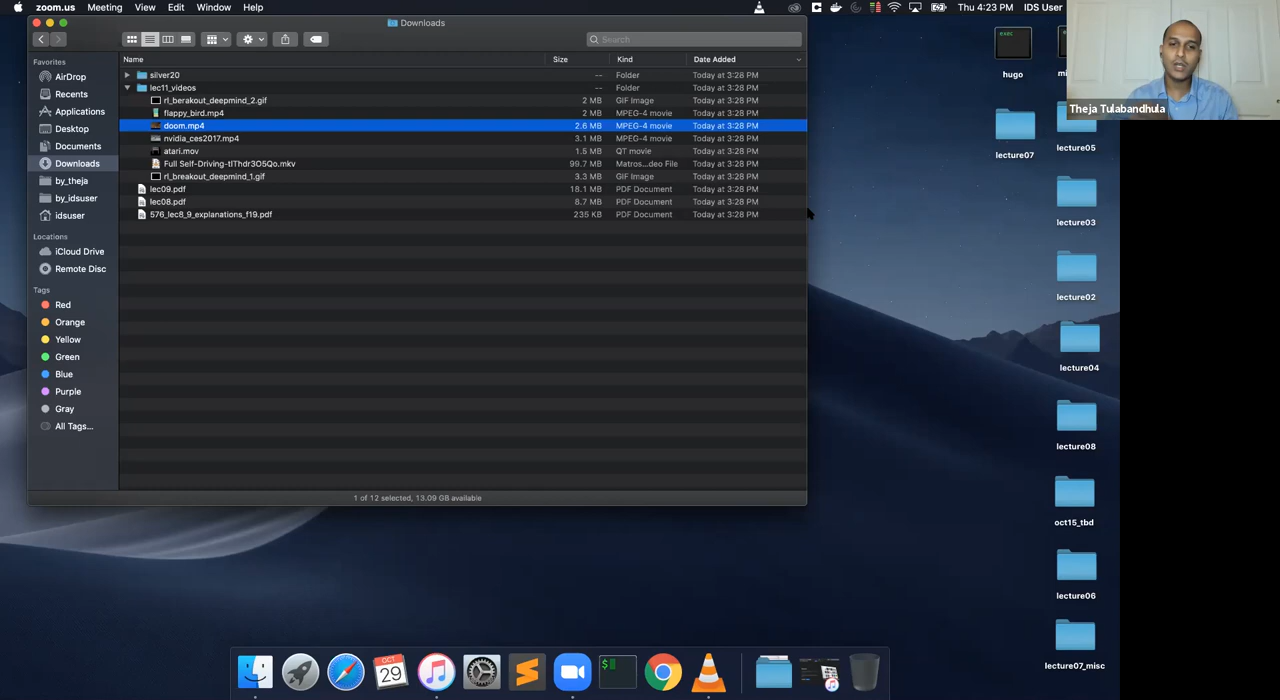 zoom.us Meeting View Edit Window Help Thu 4:23 PM IDS User
Downloads
Search
Favorites
AirDrop
Recents
Applications
Desktop
Documents
Downloads
by_theja
by_idsuser
idsuser
Locations
iCloud Drive
Remote Disc
Tags
Red
Orange
Yellow
Green
Blue
Purple
Gray
All Tags...
Name Size Kind Date Added
silver20 -- Folder Today at 3:28 PM
lec11_videos -- Folder Today at 3:28 PM
rl_berakout_deepmind_2.gif 2 MB GIF Image Today at 3:28 PM
flappy_bird.mp4 2 MB MPEG-4 movie Today at 3:28 PM
doom.mp4 2.6 MB MPEG-4 movie Today at 3:28 PM
nvidia_ces2017.mp4 3.1 MB MPEG-4 movie Today at 3:28 PM
atari.mov 1.5 MB QT movie Today at 3:28 PM
Full Self-Driving-tlThdr3O5Qo.mkv 99.7 MB Matros...deo File Today at 3:28 PM
rl_breakout_deepmind_1.gif 3.3 MB GIF Image Today at 3:28 PM
lec09.pdf 18.1 MB PDF Document Today at 3:28 PM
lec08.pdf 8.7 MB PDF Document Today at 3:28 PM
576_lec8_9_explanations_f19.pdf 235 KB PDF Document Today at 3:28 PM
1 of 12 selected, 13.09 GB available
hugo
lecture07
lecture05
lecture03
lecture02
lecture04
lecture08
oct15_tbd
lecture06
lecture07_misc
Theja Tulabandhula
OCT
29